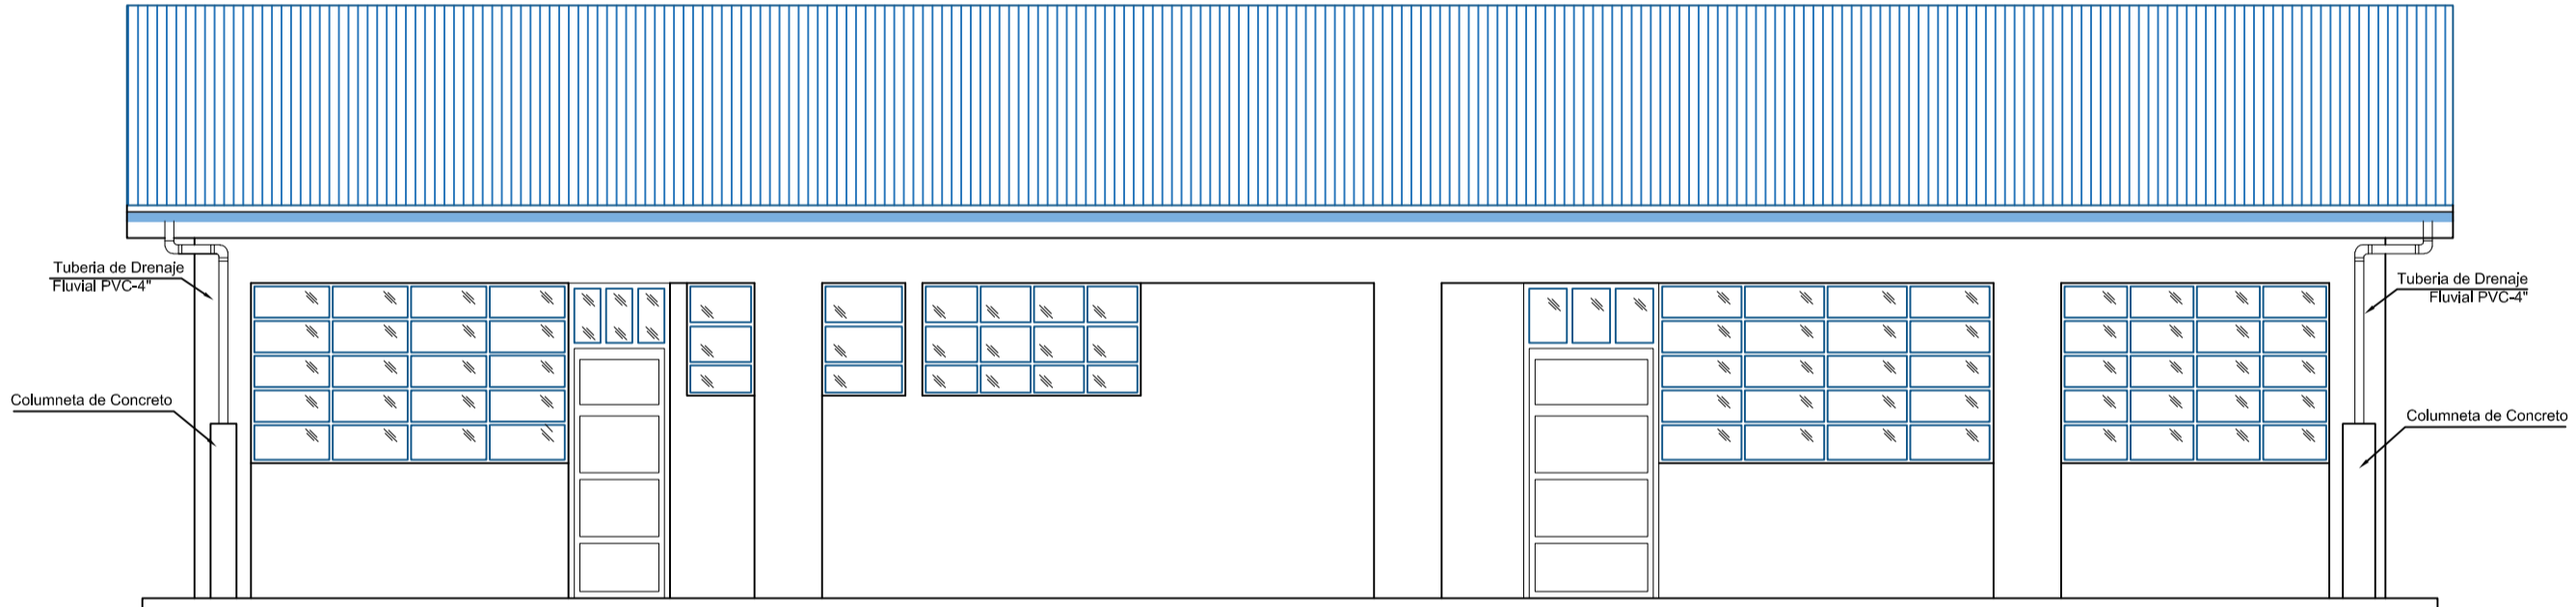 Tuberia de Drenaje
Fluvial PVC-4"
Columneta de Concreto
Tuberia de Drenaje
Fluvial PVC-4"
Columneta de Concreto